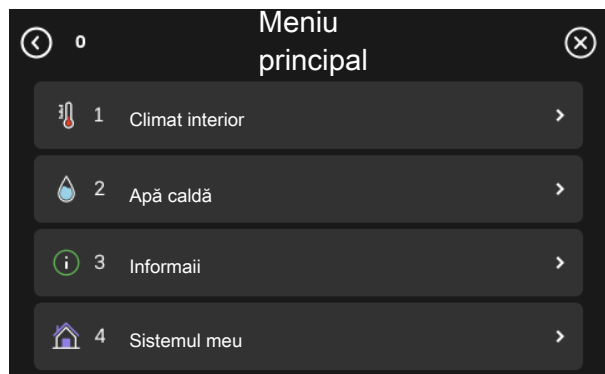 0
Meniu
principal
1 Climat interior
2 Apă caldă
3 Informaii
4 Sistemul meu